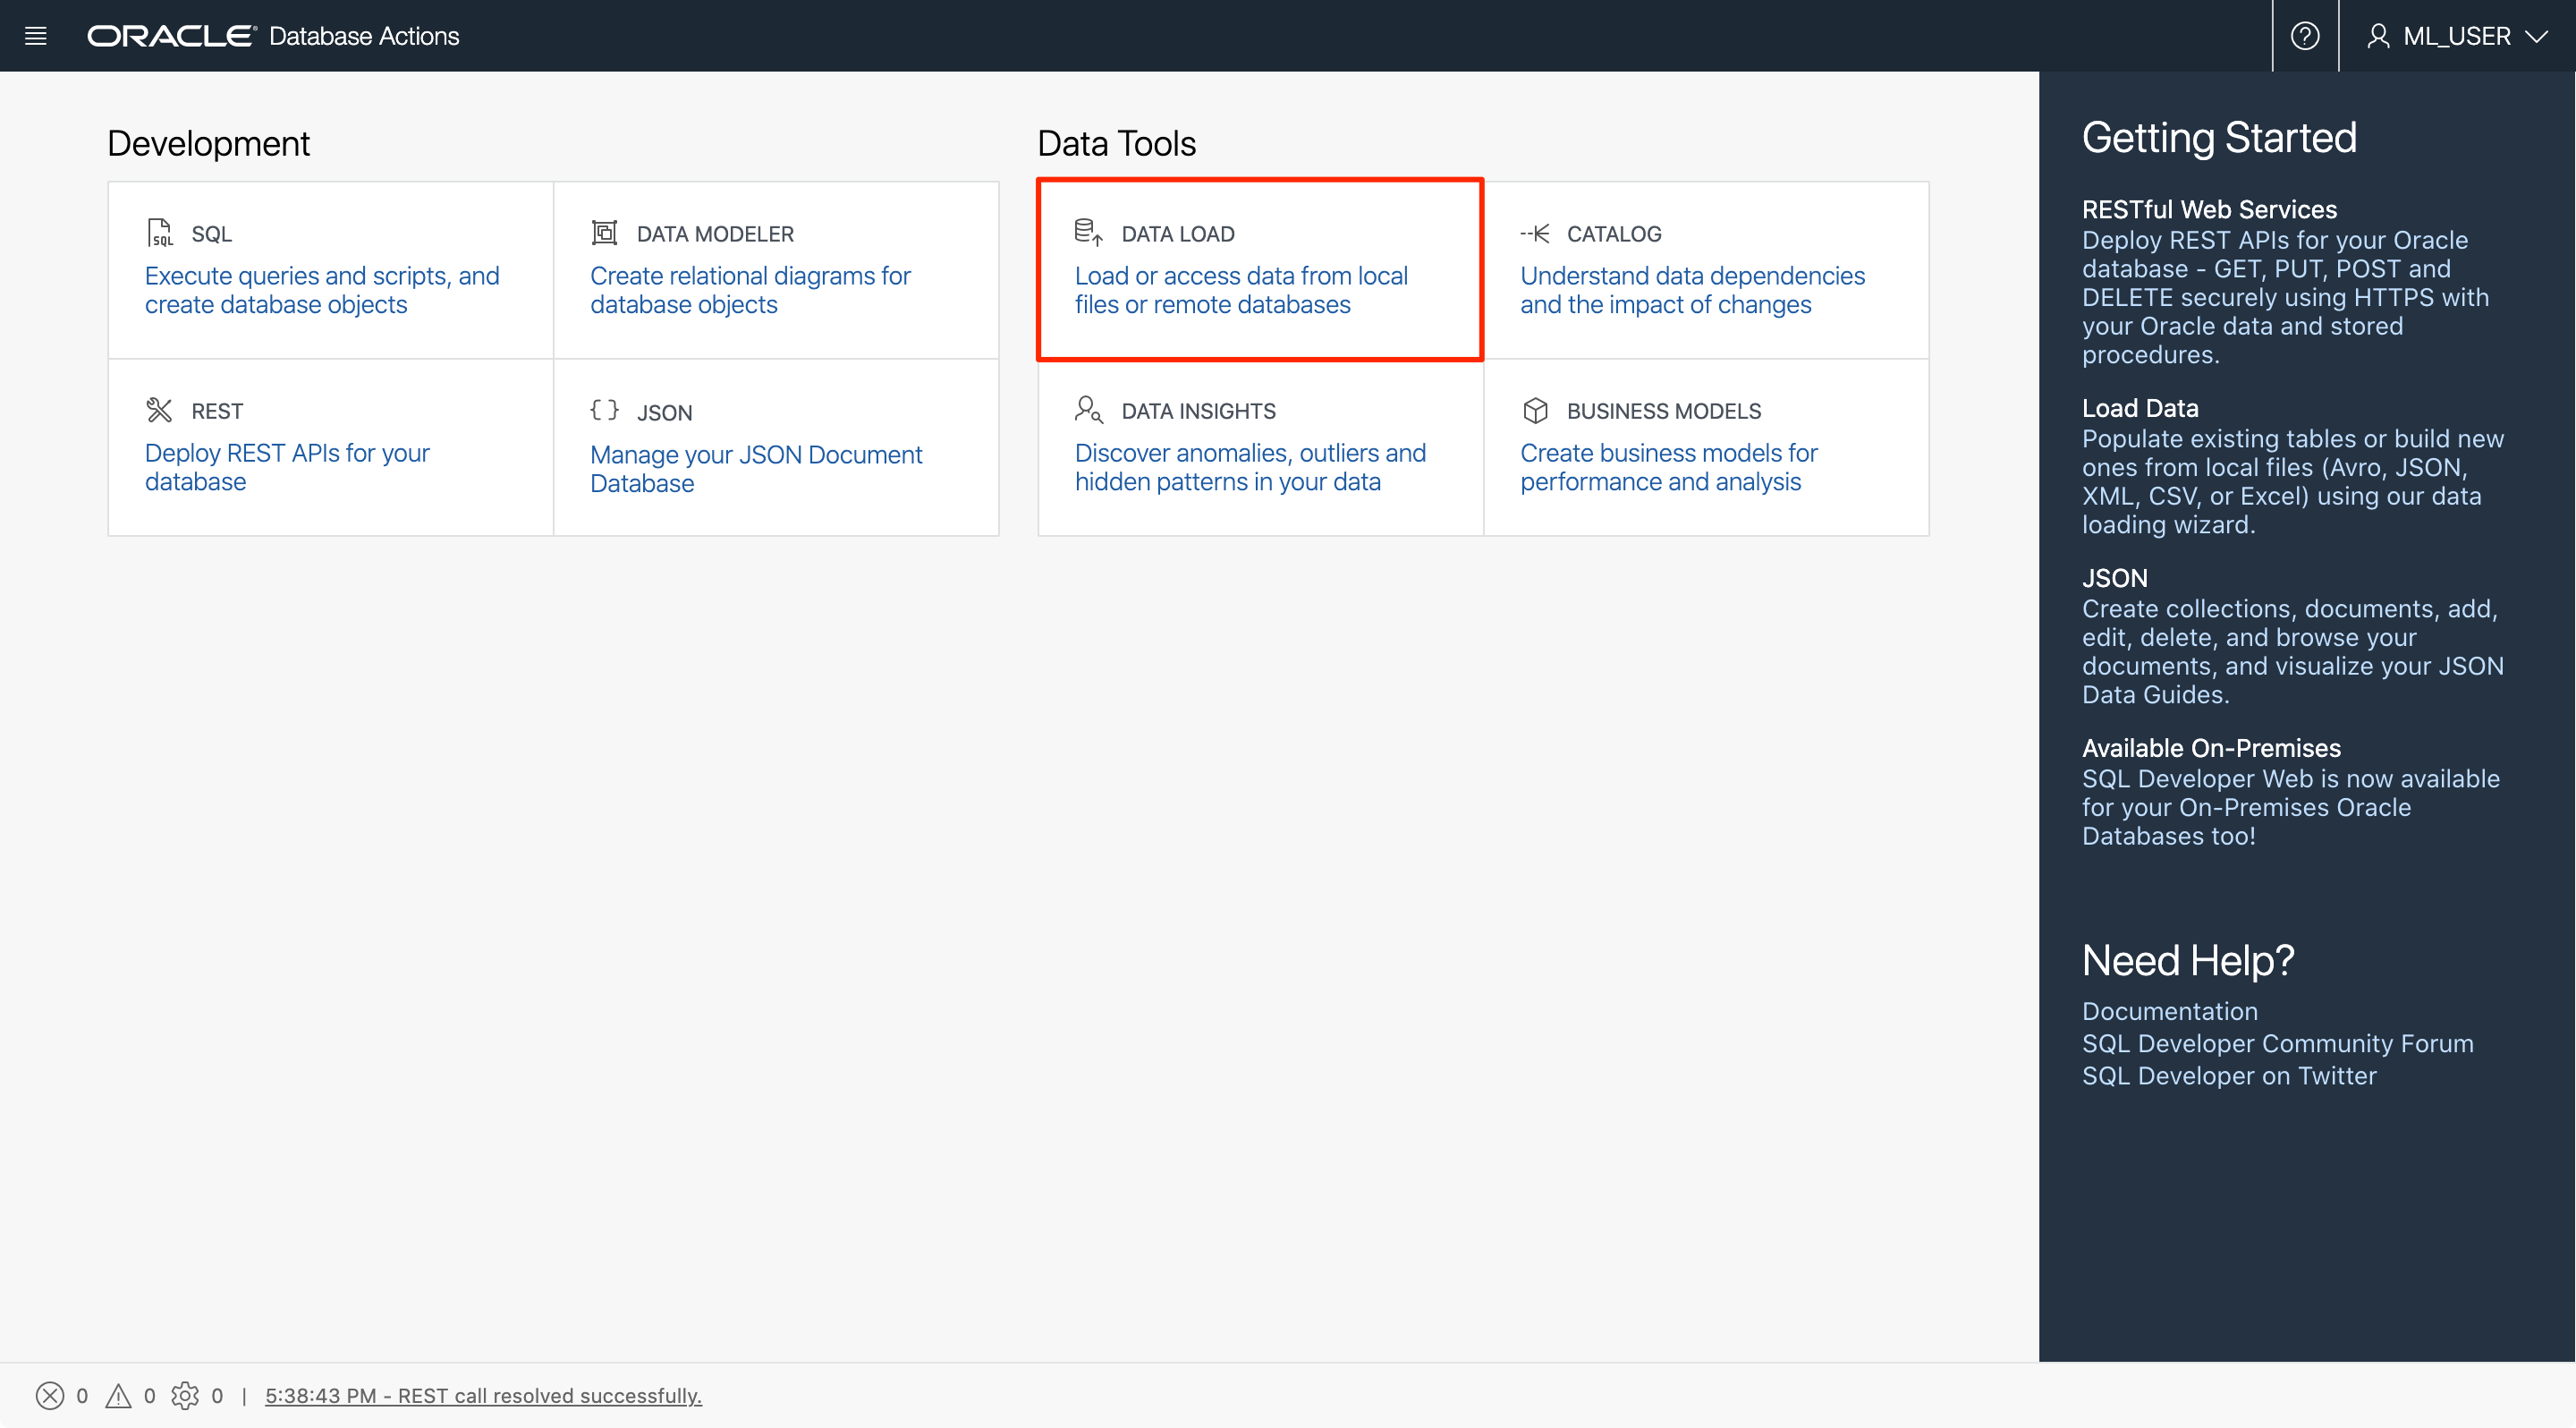 ORACLE® Database Actions
ML_USER
Development
SQL
Execute queries and scripts, and
create database objects
DATA MODELER
Create relational diagrams for
database objects
REST
Deploy REST APIs for your
database
{ } JSON
Manage your JSON Document
Database
Data Tools
DATA LOAD
Load or access data from local
files or remote databases
CATALOG
Understand data dependencies
and the impact of changes
DATA INSIGHTS
Discover anomalies, outliers and
hidden patterns in your data
BUSINESS MODELS
Create business models for
performance and analysis
Getting Started
RESTful Web Services
Deploy REST APIs for your Oracle
database - GET, PUT, POST and
DELETE securely using HTTPS with
your Oracle data and stored
procedures.
Load Data
Populate existing tables or build new
ones from local files (Avro, JSON,
XML, CSV, or Excel) using our data
loading wizard.
JSON
Create collections, documents, add,
edit, delete, and browse your
documents, and visualize your JSON
Data Guides.
Available On-Premises
SQL Developer Web is now available
for your On-Premises Oracle
Databases too!
Need Help?
Documentation
SQL Developer Community Forum
SQL Developer on Twitter
0 0 0 | 5:38:43 PM - REST call resolved successfully.